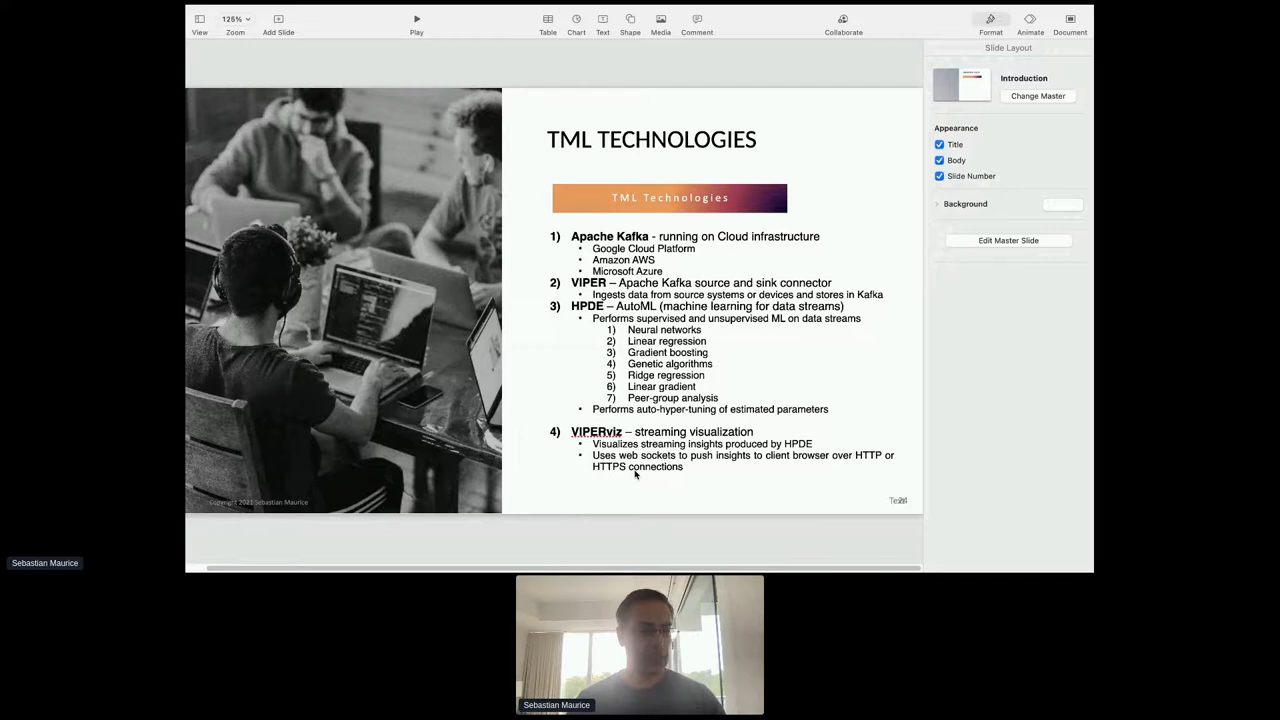 View
125%
Zoom
Add Slide
Play
Table
Chart
Text
Shape
Media
Comment
Collaborate
Format
Animate
Document
Slide Layout
Introduction
Change Master
Appearance
Title
Body
Slide Number
Background
Edit Master Slide
TML TECHNOLOGIES
TML Technologies
1) Apache Kafka - running on Cloud infrastructure
• Google Cloud Platform
• Amazon AWS
• Microsoft Azure
2) VIPER – Apache Kafka source and sink connector
• Ingests data from source systems or devices and stores in Kafka
3) HPDE – AutoML (machine learning for data streams)
• Performs supervised and unsupervised ML on data streams
1) Neural networks
2) Linear regression
3) Gradient boosting
4) Genetic algorithms
5) Ridge regression
6) Linear gradient
7) Peer-group analysis
• Performs auto-hyper-tuning of estimated parameters
4) VIPERviz – streaming visualization
• Visualizes streaming insights produced by HPDE
• Uses web sockets to push insights to client browser over HTTP or
HTTPS connections
Copyright 2021 Sebastian Maurice
Sebastian Maurice
Sebastian Maurice